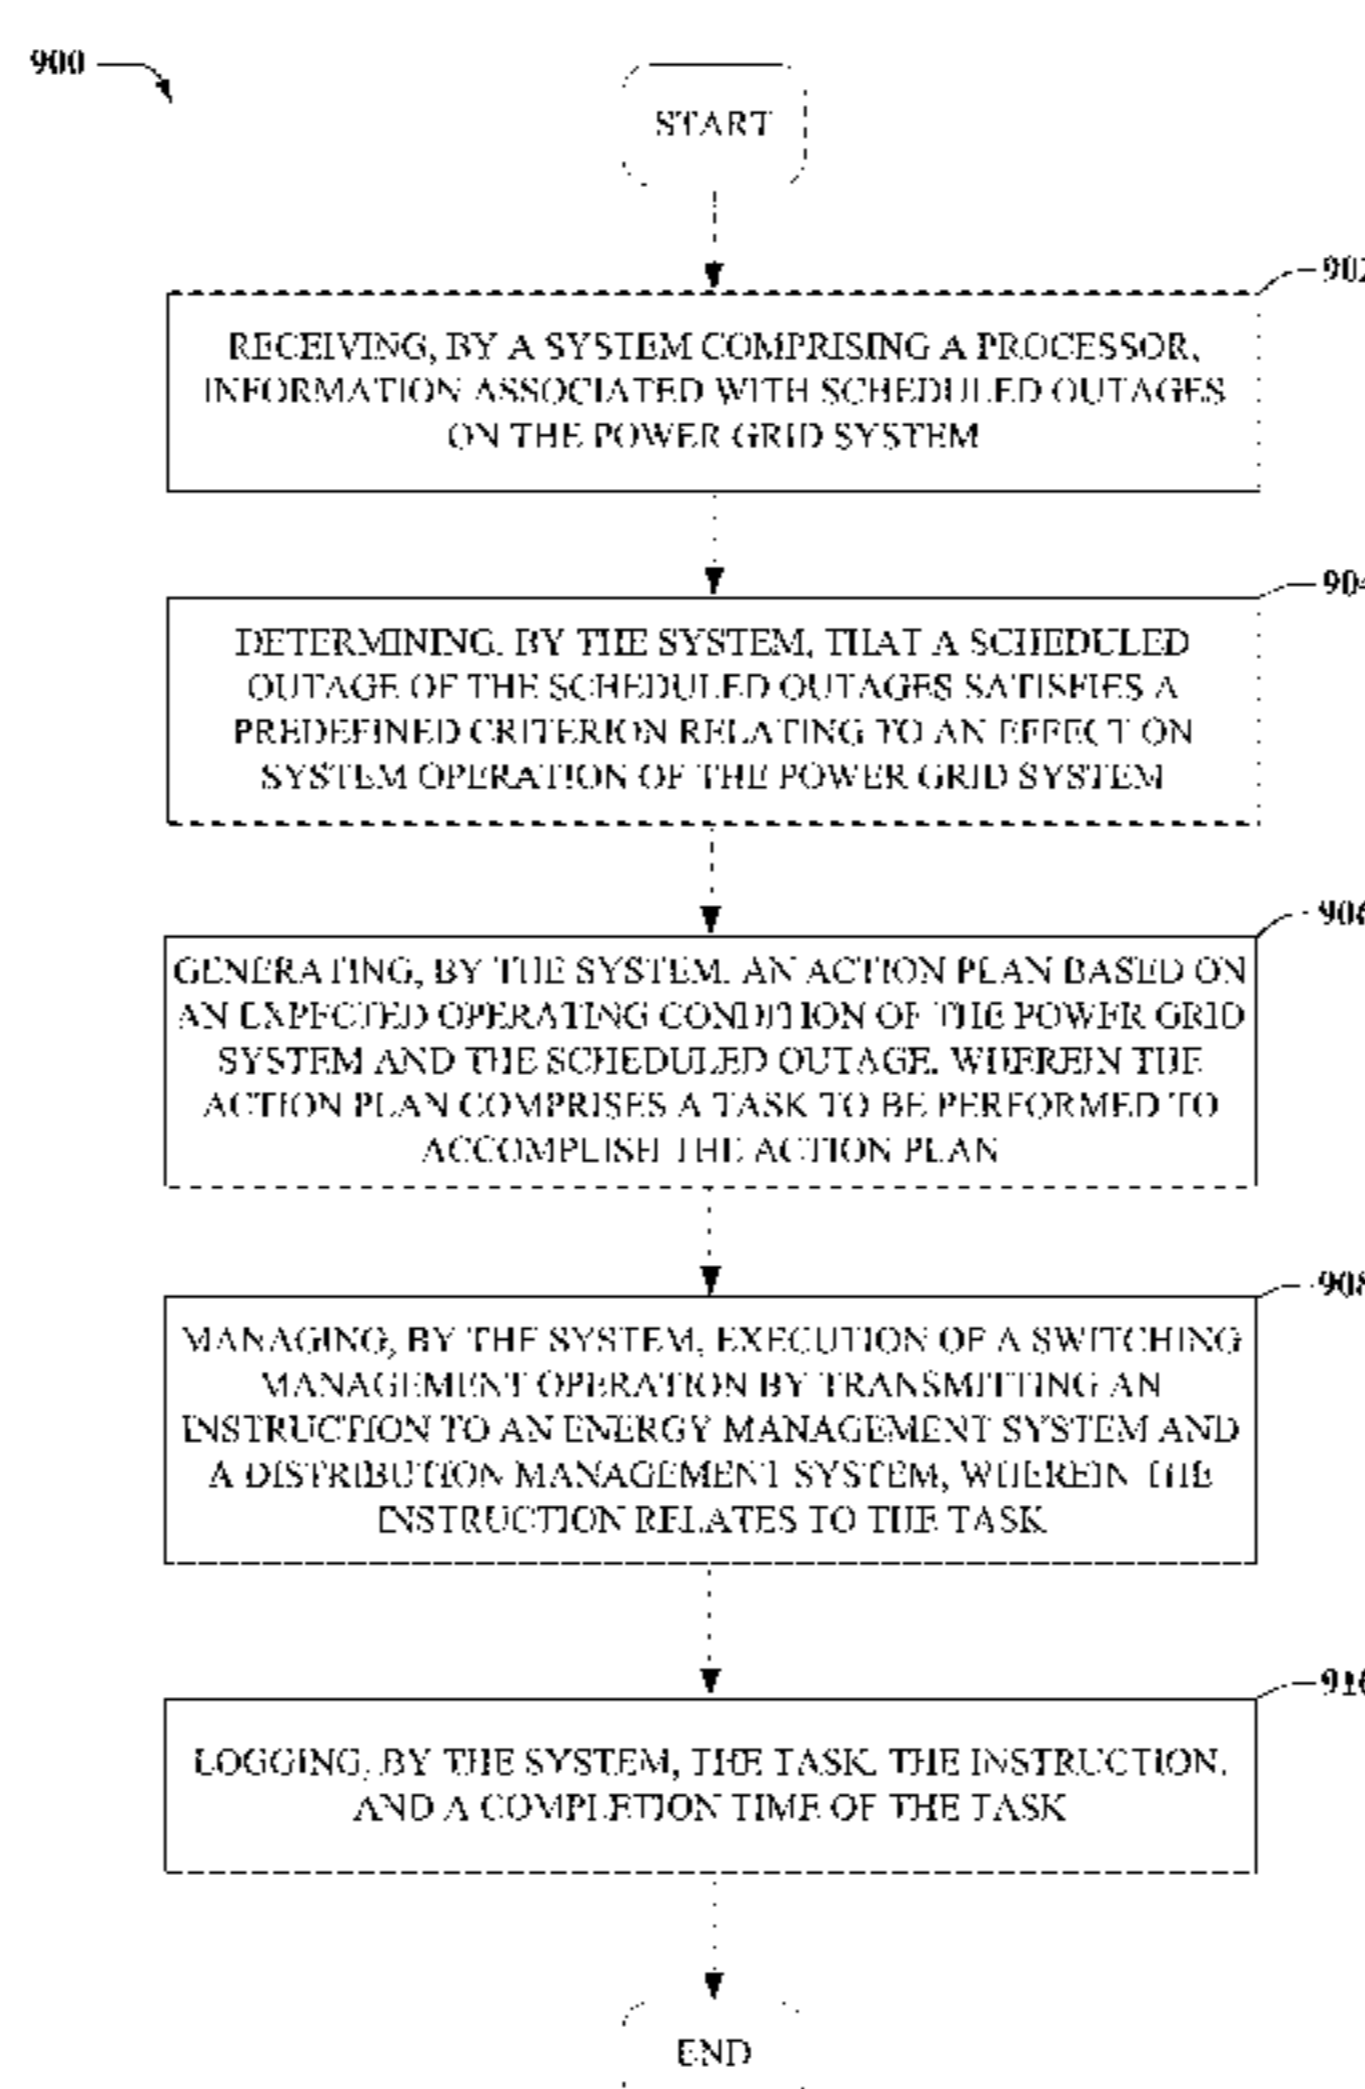 900
START
902
RECEIVING, BY A SYSTEM COMPRISING A PROCESSOR,
INFORMATION ASSOCIATED WITH SCHEDULED OUTAGES
ON THE POWER GRID SYSTEM
904
DETERMINING, BY THE SYSTEM, THAT A SCHEDULED
OUTAGE OF THE SCHEDULED OUTAGES SATISFIES A
PREDEFINED CRITERION RELATING TO AN EFFECT ON
SYSTEM OPERATION OF THE POWER GRID SYSTEM
906
GENERATING, BY THE SYSTEM, AN ACTION PLAN BASED ON
AN EXPECTED OPERATING CONDITION OF THE POWER GRID
SYSTEM AND THE SCHEDULED OUTAGE, WHEREIN THE
ACTION PLAN COMPRISES A TASK TO BE PERFORMED TO
ACCOMPLISH THE ACTION PLAN
908
MANAGING, BY THE SYSTEM, EXECUTION OF A SWITCHING
MANAGEMENT OPERATION BY TRANSMITTING AN
INSTRUCTION TO AN ENERGY MANAGEMENT SYSTEM AND
A DISTRIBUTION MANAGEMENT SYSTEM, WHEREIN THE
INSTRUCTION RELATES TO THE TASK
910
LOGGING, BY THE SYSTEM, THE TASK, THE INSTRUCTION,
AND A COMPLETION TIME OF THE TASK
END